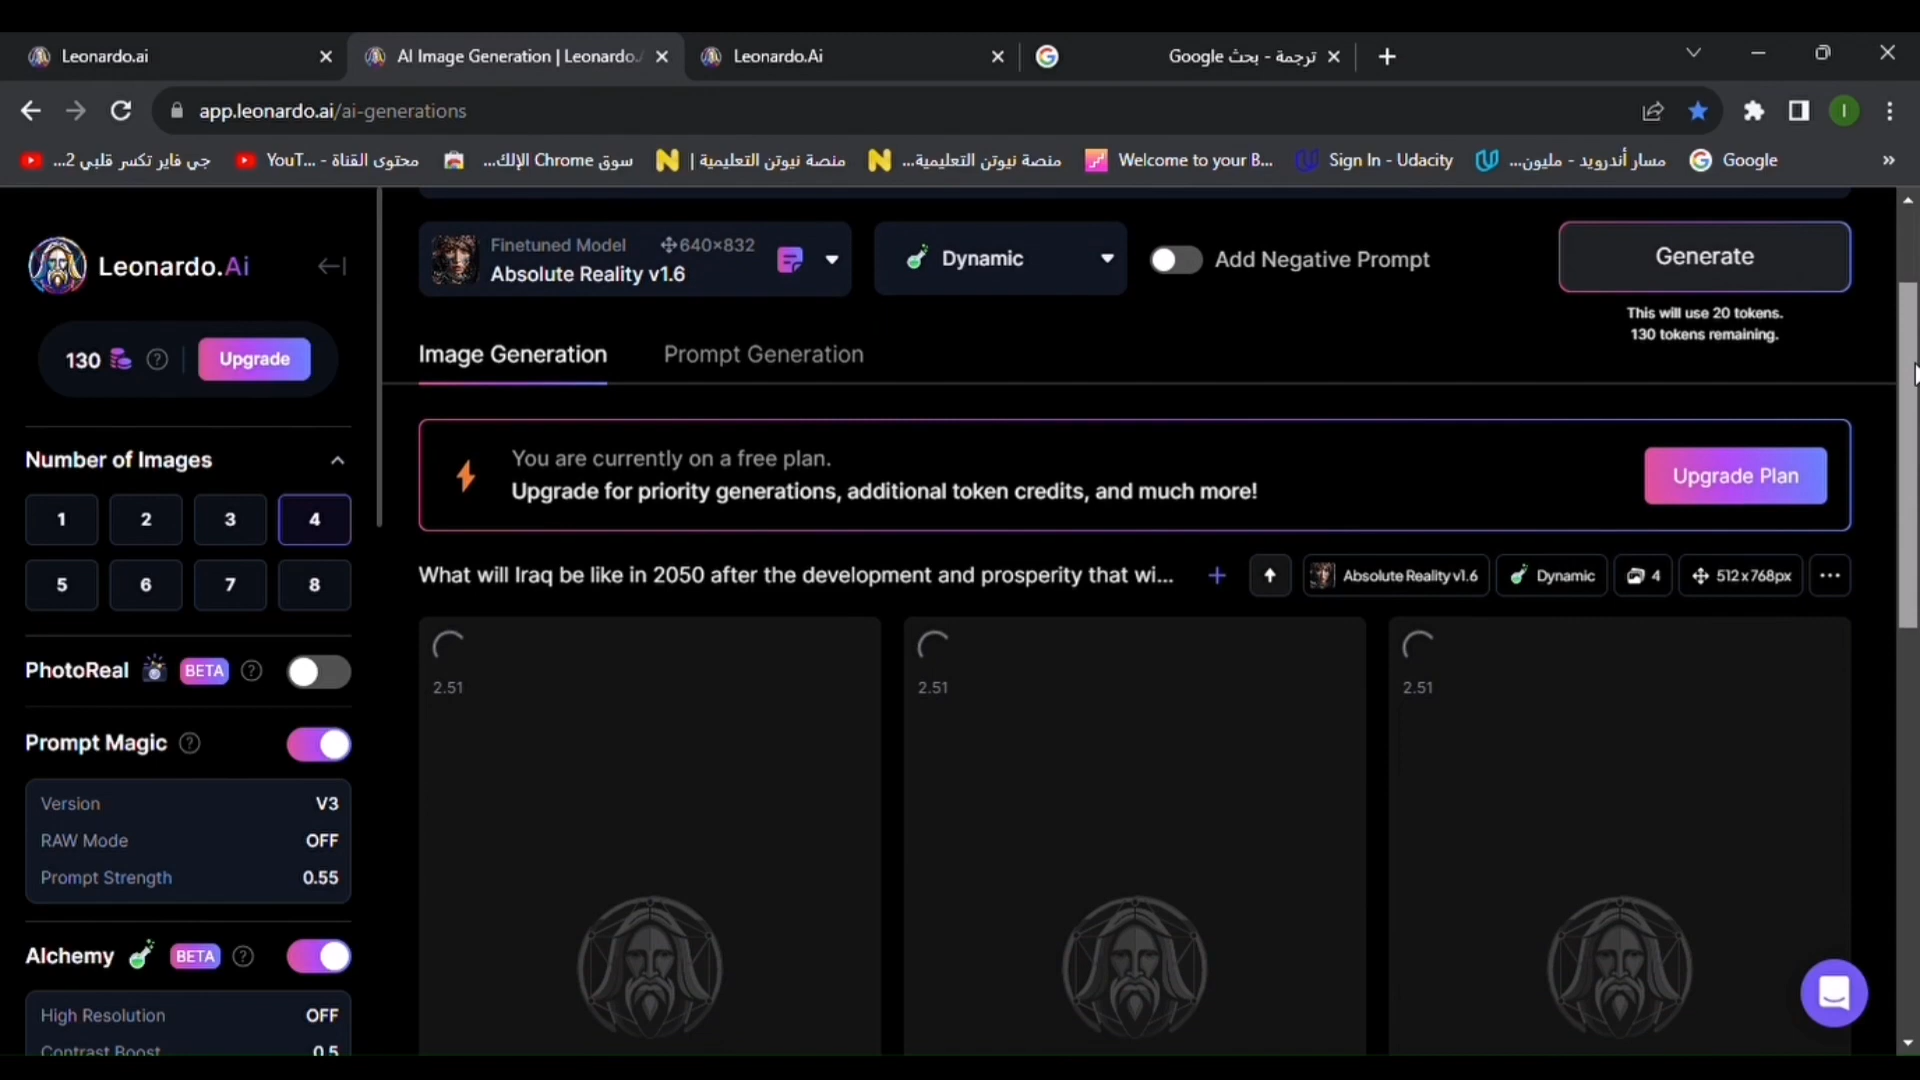 Leonardo.ai
AI Image Generation | Leonardo.
Leonardo.Ai
ترجمة - بحث Google
app.leonardo.ai/ai-generations
جي فاير تكسر قلبي 2...
محتوى القناة - YouT...
سوق Chrome الإلك...
منصة نيوتن التعليمية |
منصة نيوتن التعليمية...
Welcome to your B...
Sign In - Udacity
مسار أندرويد - مليون...
Google
»
Leonardo.Ai
Finetuned Model
640×832
Absolute Reality v1.6
Dynamic
Add Negative Prompt
Generate
This will use 20 tokens.
130 tokens remaining.
130
Upgrade
Image Generation
Prompt Generation
You are currently on a free plan.
Upgrade for priority generations, additional token credits, and much more!
Upgrade Plan
Number of Images
1 2 3 4
5 6 7 8
What will Iraq be like in 2050 after the development and prosperity that wi...
Absolute Reality v1.6
Dynamic
4
512x768px
PhotoReal
BETA
2.51
2.51
2.51
Prompt Magic
Version V3
RAW Mode OFF
Prompt Strength 0.55
Alchemy
BETA
High Resolution OFF
Contrast Boost 0.5